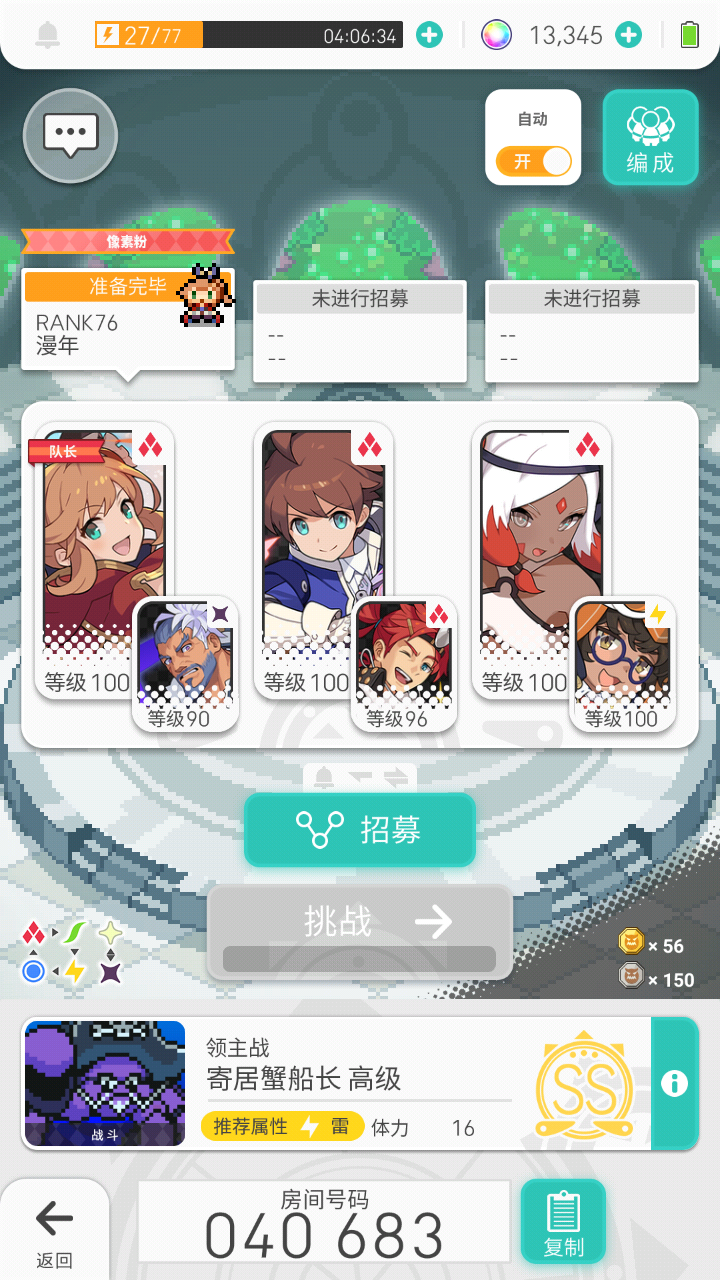 27/77
04:06:34
13,345
自动
开
编成
像素粉
准备完毕
RANK76
漫年
未进行招募
--
--
未进行招募
--
--
队长
等级100
等级90
等级100
等级96
等级100
等级100
招募
挑战
× 56
× 150
领主战
寄居蟹船长 高级
战斗
推荐属性 雷 体力 16
SS
房间号码
040 683
返回
复制